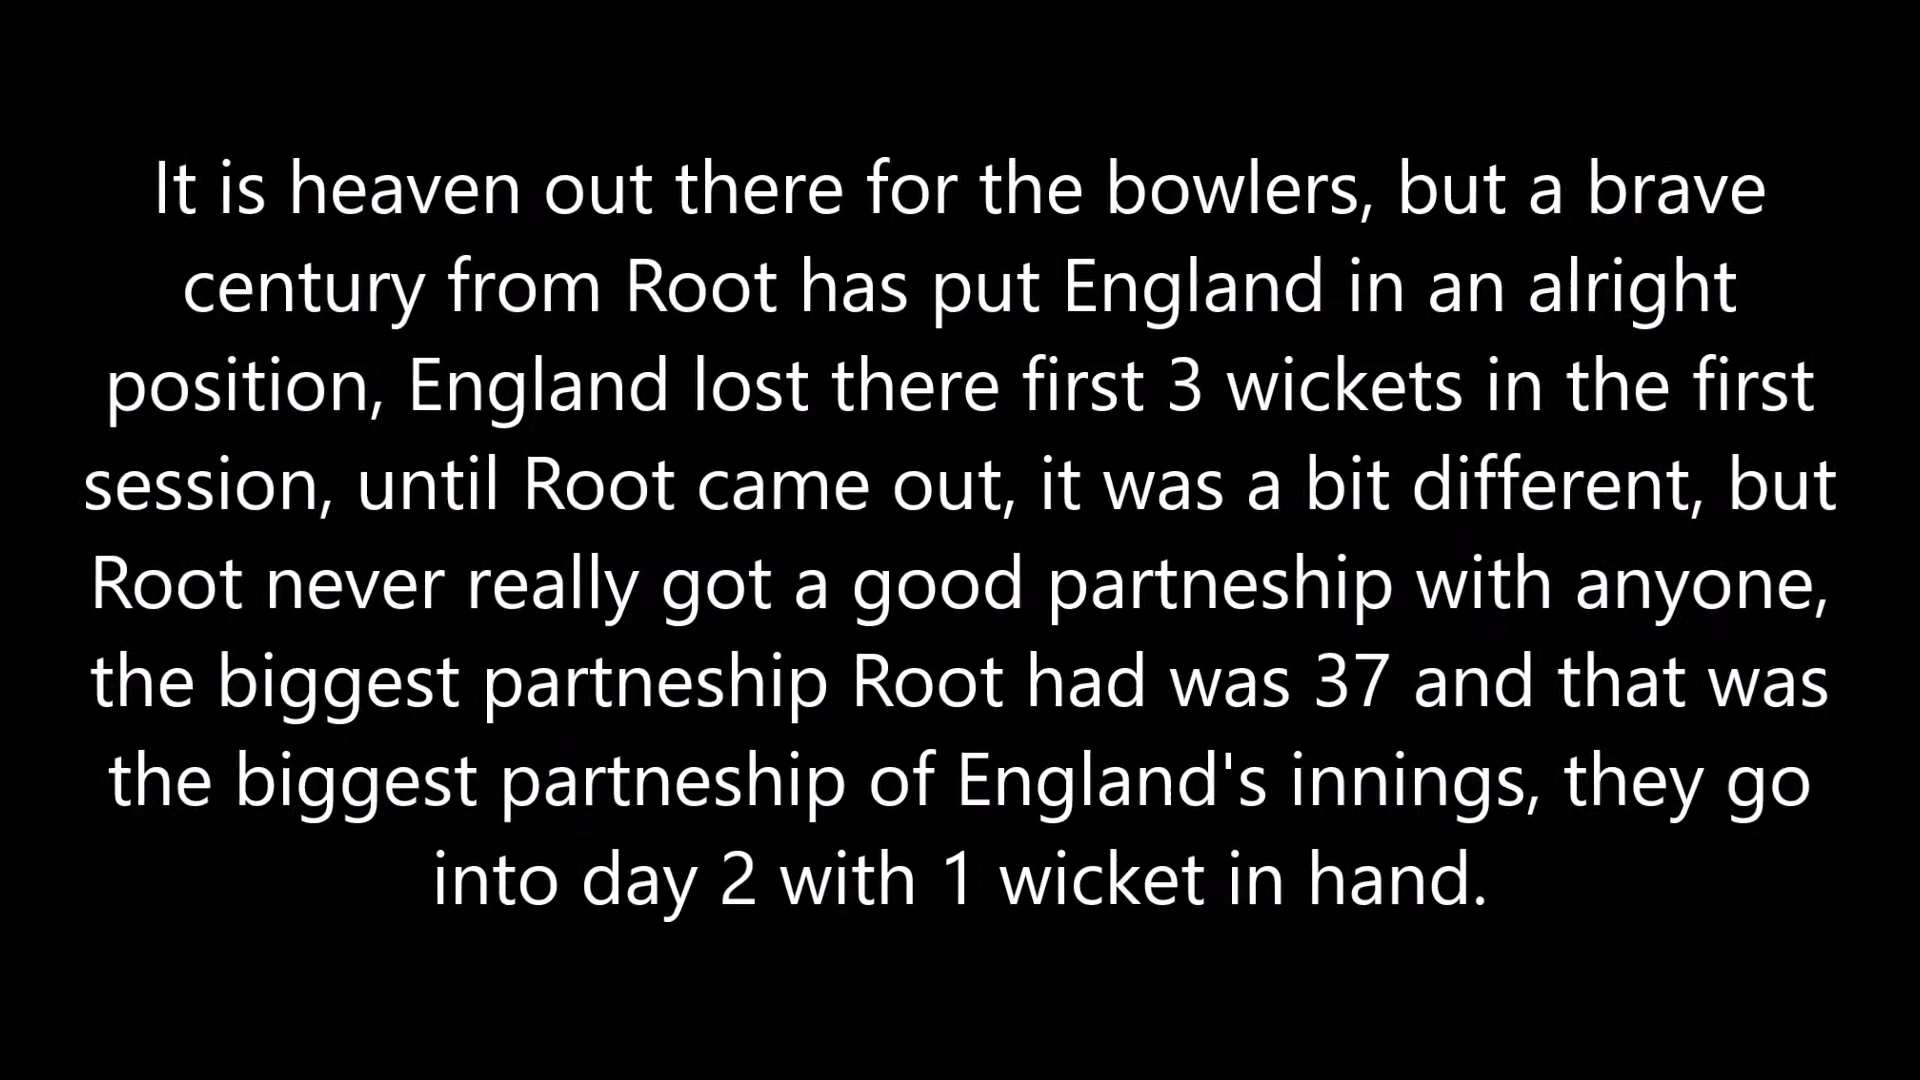 It is heaven out there for the bowlers, but a brave
century from Root has put England in an alright
position, England lost there first 3 wickets in the first
session, until Root came out, it was a bit different, but
Root never really got a good partneship with anyone,
the biggest partneship Root had was 37 and that was
the biggest partneship of England's innings, they go
into day 2 with 1 wicket in hand.